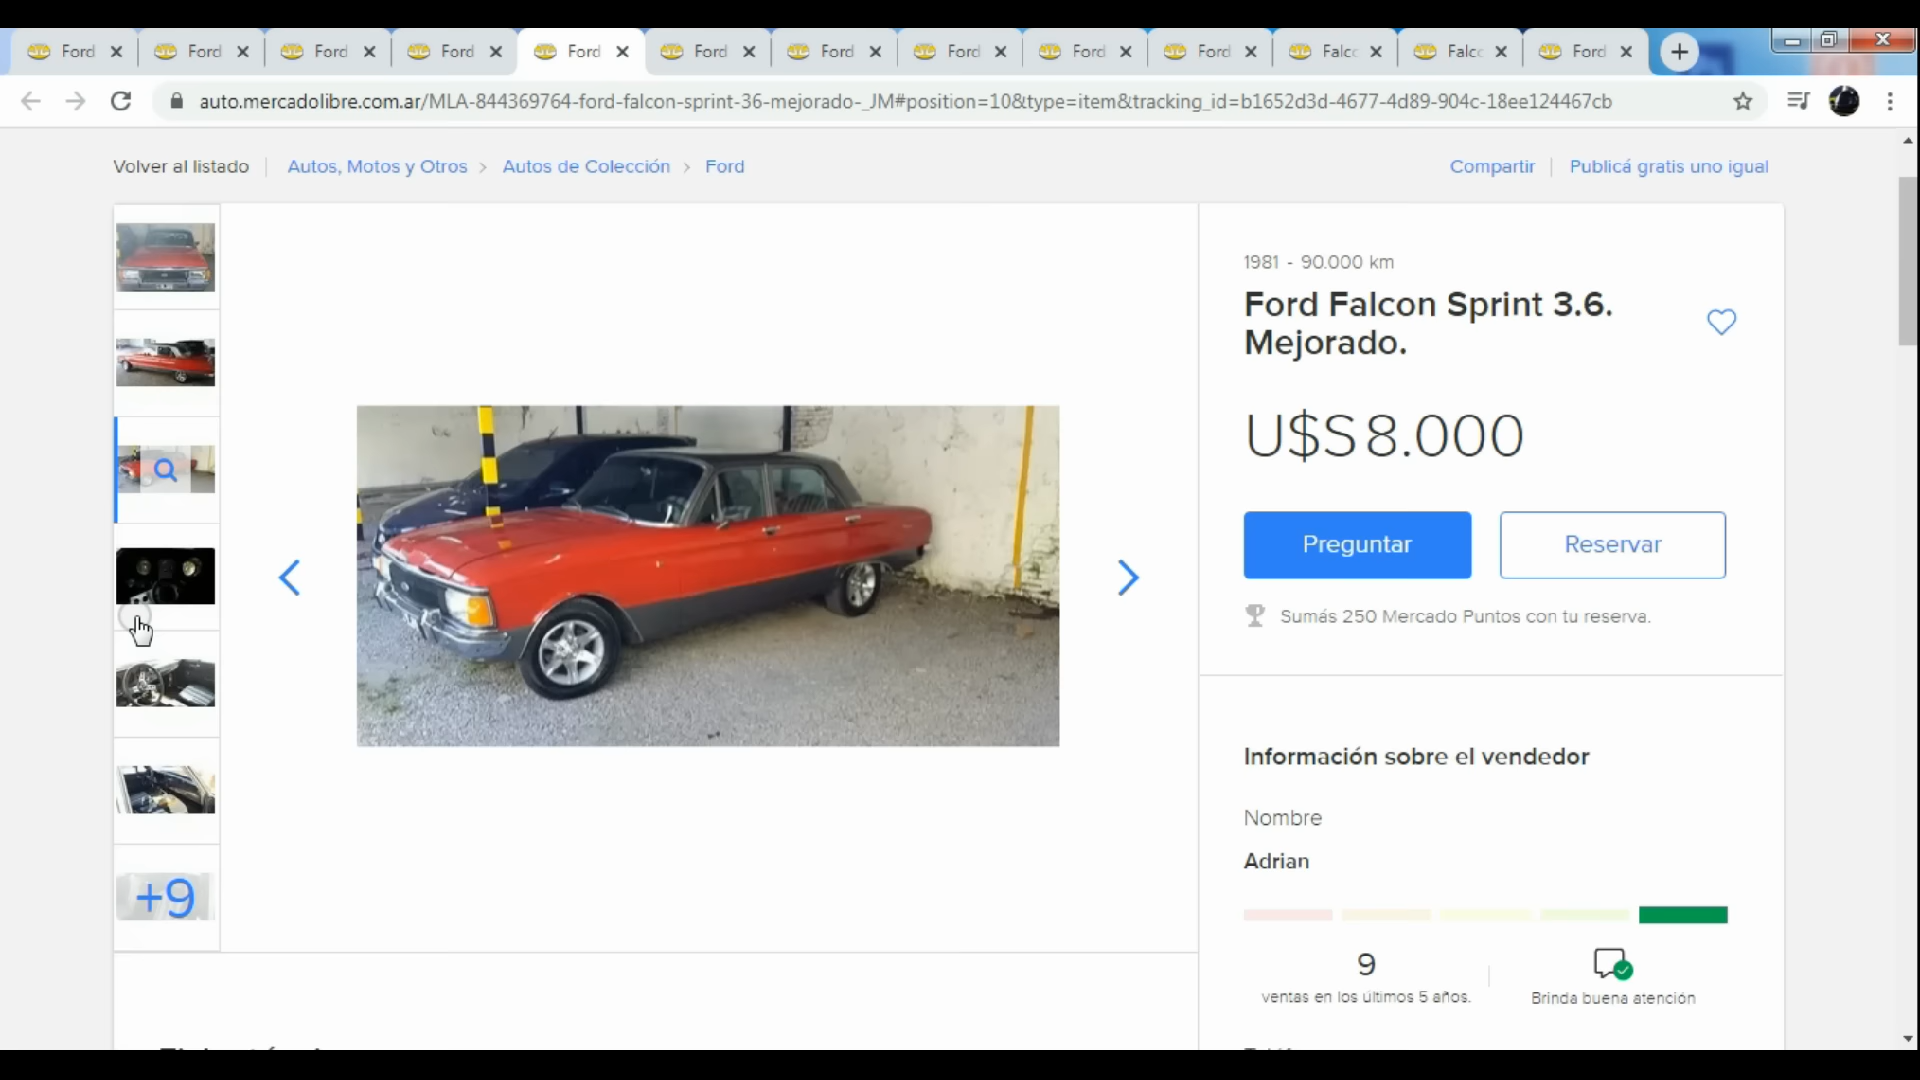 Ford
Ford
Ford
Ford
Ford
Ford
Ford
Ford
Ford
Ford
Falc
Falc
Ford
auto.mercadolibre.com.ar/MLA-844369764-ford-falcon-sprint-36-mejorado-_JM#position=10&type=item&tracking_id=b1652d3d-4677-4d89-904c-18ee124467cb
Volver al listado
Autos, Motos y Otros > Autos de Colección > Ford
Compartir
Publicá gratis uno igual
1981 - 90.000 km
Ford Falcon Sprint 3.6.
Mejorado.
U$S 8.000
Preguntar
Reservar
Sumás 250 Mercado Puntos con tu reserva.
Información sobre el vendedor
Nombre
Adrian
9
ventas en los últimos 5 años.
Brinda buena atención
+9